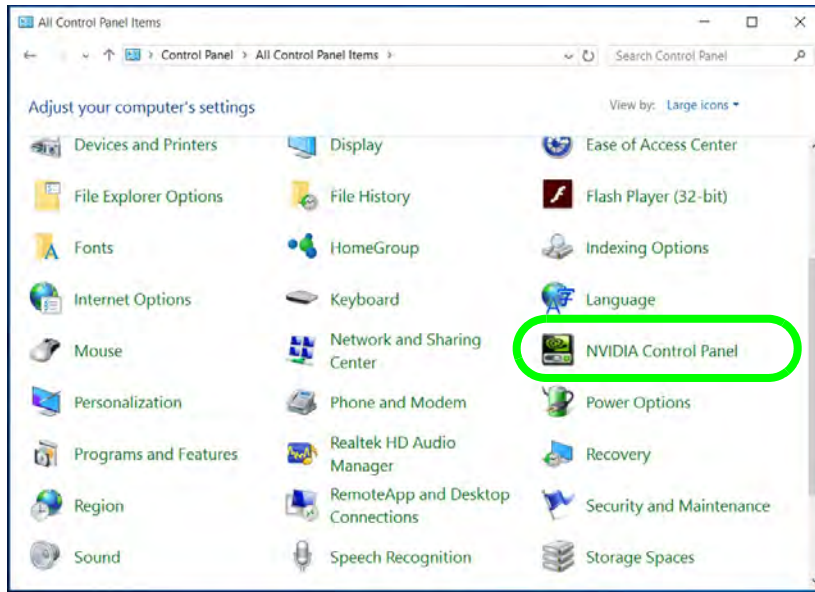 All Control Panel Items
Control Panel > All Control Panel Items >
Search Control Panel
Adjust your computer's settings
View by: Large icons
Devices and Printers
Display
Ease of Access Center
File Explorer Options
File History
Flash Player (32-bit)
Fonts
HomeGroup
Indexing Options
Internet Options
Keyboard
Language
Mouse
Network and Sharing
Center
NVIDIA Control Panel
Personalization
Phone and Modem
Power Options
Programs and Features
Realtek HD Audio
Manager
Recovery
Region
RemoteApp and Desktop
Connections
Security and Maintenance
Sound
Speech Recognition
Storage Spaces